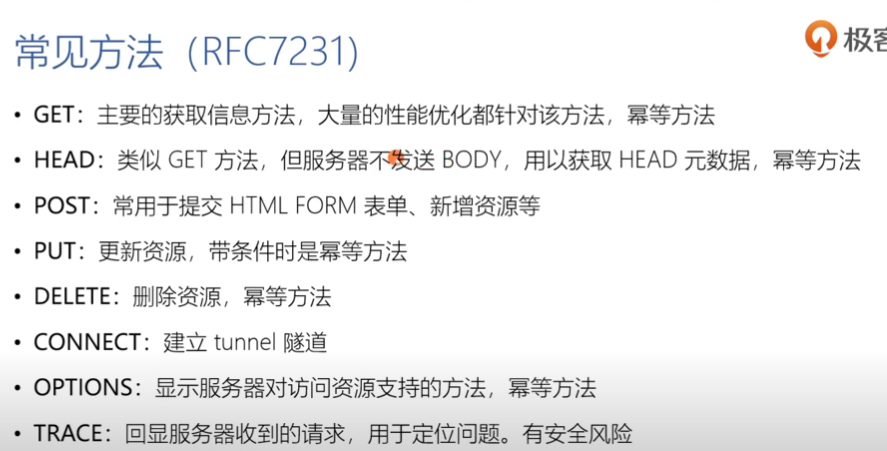 常见方法（RFC7231）
极客
• GET：主要的获取信息方法，大量的性能优化都针对该方法，幂等方法
• HEAD：类似 GET 方法，但服务器不发送 BODY，用以获取 HEAD 元数据，幂等方法
• POST：常用于提交 HTML FORM 表单、新增资源等
• PUT：更新资源，带条件时是幂等方法
• DELETE：删除资源，幂等方法
• CONNECT：建立 tunnel 隧道
• OPTIONS：显示服务器对访问资源支持的方法，幂等方法
• TRACE：回显服务器收到的请求，用于定位问题。有安全风险